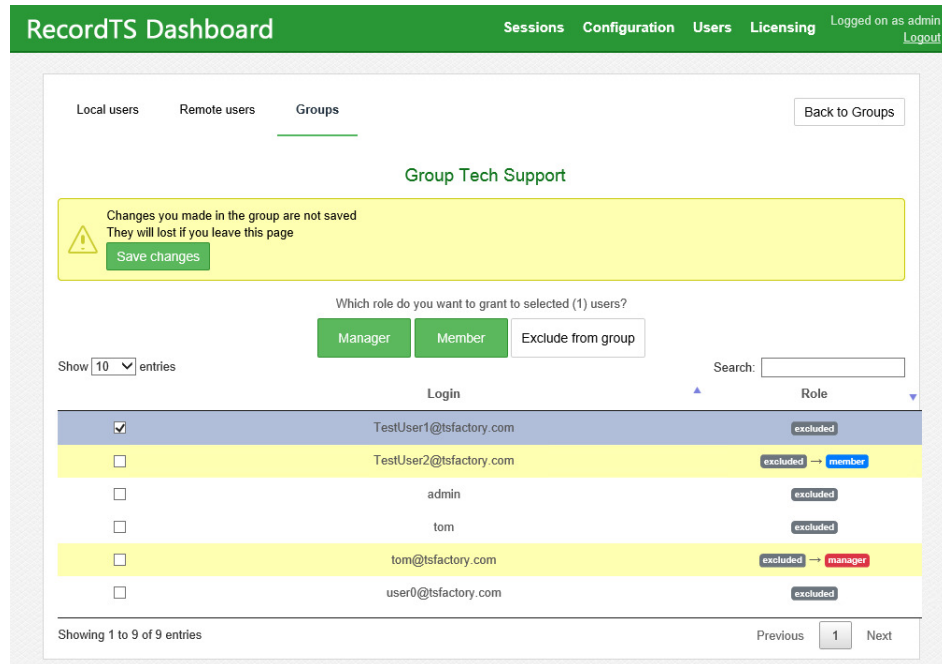 RecordTS Dashboard
Sessions Configuration Users Licensing
Logged on as admin
Logout
Local users Remote users Groups
Back to Groups
Group Tech Support
Changes you made in the group are not saved
They will lost if you leave this page
Save changes
Which role do you want to grant to selected (1) users?
Manager Member Exclude from group
Show 10 entries
Search:
Login Role
TestUser1@tsfactory.com excluded
TestUser2@tsfactory.com excluded → member
admin excluded
tom excluded
tom@tsfactory.com excluded → manager
user0@tsfactory.com excluded
Showing 1 to 9 of 9 entries
Previous 1 Next